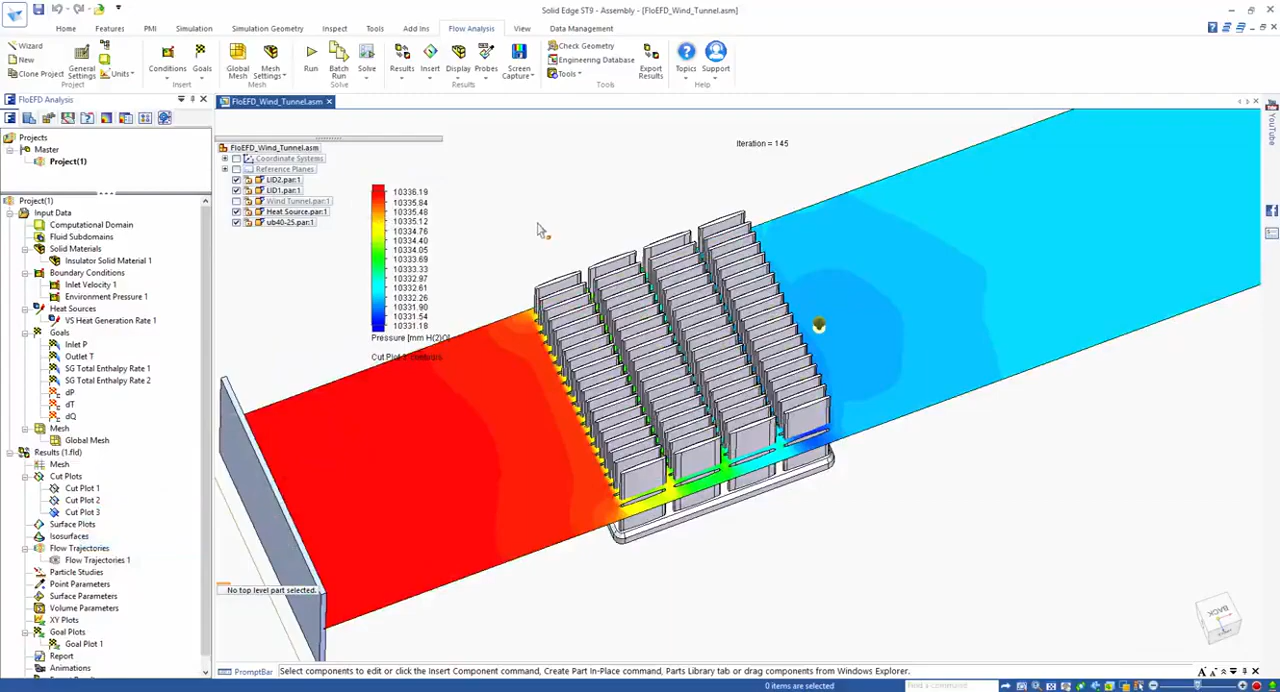 Solid Edge ST9 - Assembly - [FloEFD_Wind_Tunnel.asm]
Home Features PMI Simulation Simulation Geometry Inspect Tools Add Ins Flow Analysis View Data Management
Wizard
New
Clone Project
General Settings
Units
Project
Conditions
Goals
Insert
Global Mesh
Mesh Settings
Mesh
Run
Batch Run
Solve
Solve
Results
Insert
Display
Probes
Screen Capture
Results
Check Geometry
Engineering Database
Tools
Export Results
Tools
Topics
Support
Help
FloEFD Analysis
FloEFD_Wind_Tunnel.asm
Projects
Master
Project(1)
Project(1)
Input Data
Computational Domain
Fluid Subdomains
Solid Materials
Insulator Solid Material 1
Boundary Conditions
Inlet Velocity 1
Environment Pressure 1
Heat Sources
VS Heat Generation Rate 1
Goals
Inlet P
Outlet T
SG Total Enthalpy Rate 1
SG Total Enthalpy Rate 2
dP
dT
dQ
Mesh
Global Mesh
Results (1.fld)
Mesh
Cut Plots
Cut Plot 1
Cut Plot 2
Cut Plot 3
Surface Plots
Isosurfaces
Flow Trajectories
Flow Trajectories 1
Particle Studies
Point Parameters
Surface Parameters
Volume Parameters
XY Plots
Goal Plots
Goal Plot 1
Report
Animations
FloEFD_Wind_Tunnel.asm
Coordinate Systems
Reference Planes
LID2.par:1
LID1.par:1
Wind Tunnel.par:1
Heat Source.par:1
ub40-25.par:1
10336.19
10335.84
10335.48
10335.12
10334.76
10334.40
10334.05
10333.69
10333.33
10332.97
10332.61
10332.26
10331.90
10331.54
10331.18
Pressure [mm H(2)O]
Cut Plot 1: contours
Iteration = 145
No top level part selected.
BACK
YouTube
PromptBar
Select components to edit or click the Insert Component command, Create Part In-Place command, Parts Library tab or drag components from Windows Explorer.
0 items are selected
Find a command